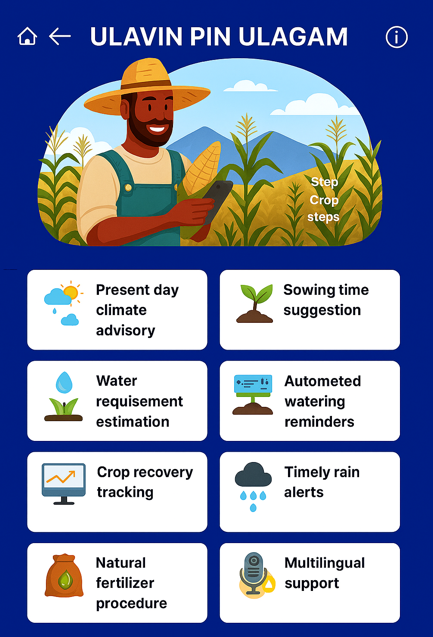 ULAVIN PIN ULAGAM
Step
Crop
steps
Present day
climate
advisory
Sowing time
suggestion
Water
requisement
estimation
Autometed
watering
reminders
Crop recovery
tracking
Timely rain
alerts
Natural
fertilizer
procedure
Multilingual
support